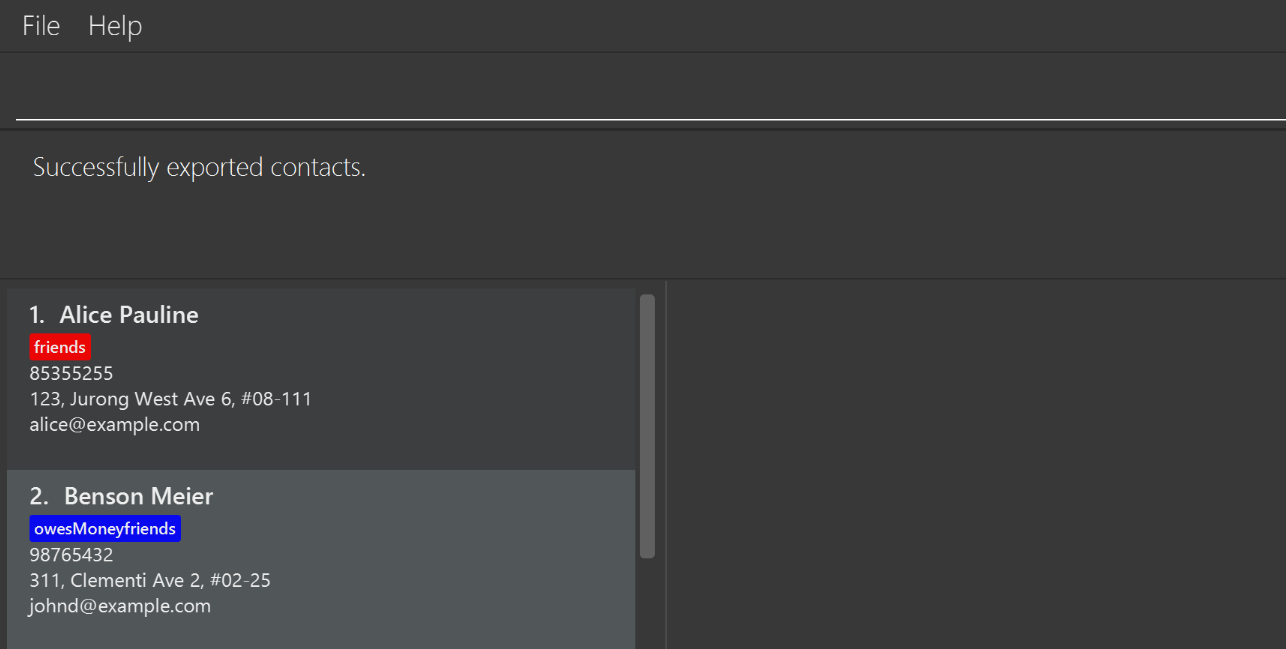 File Help
Successfully exported contacts.
1. Alice Pauline
friends
85355255
123, Jurong West Ave 6, #08-111
alice@example.com
2. Benson Meier
owesMoneyfriends
98765432
311, Clementi Ave 2, #02-25
johnd@example.com